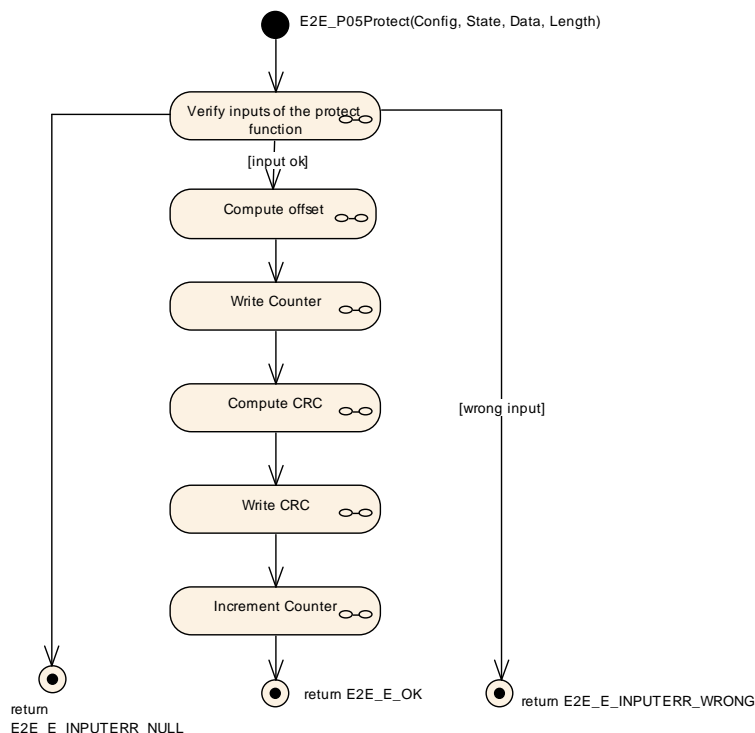 E2E_P05Protect(Config, State, Data, Length)
Verify inputs of the protect
function
[input ok]
Compute offset
Write Counter
Compute CRC
[wrong input]
Write CRC
Increment Counter
return E2E_E_OK
return E2E_E_INPUTERR_WRONG
return
E2E_E_INPUTERR_NULL